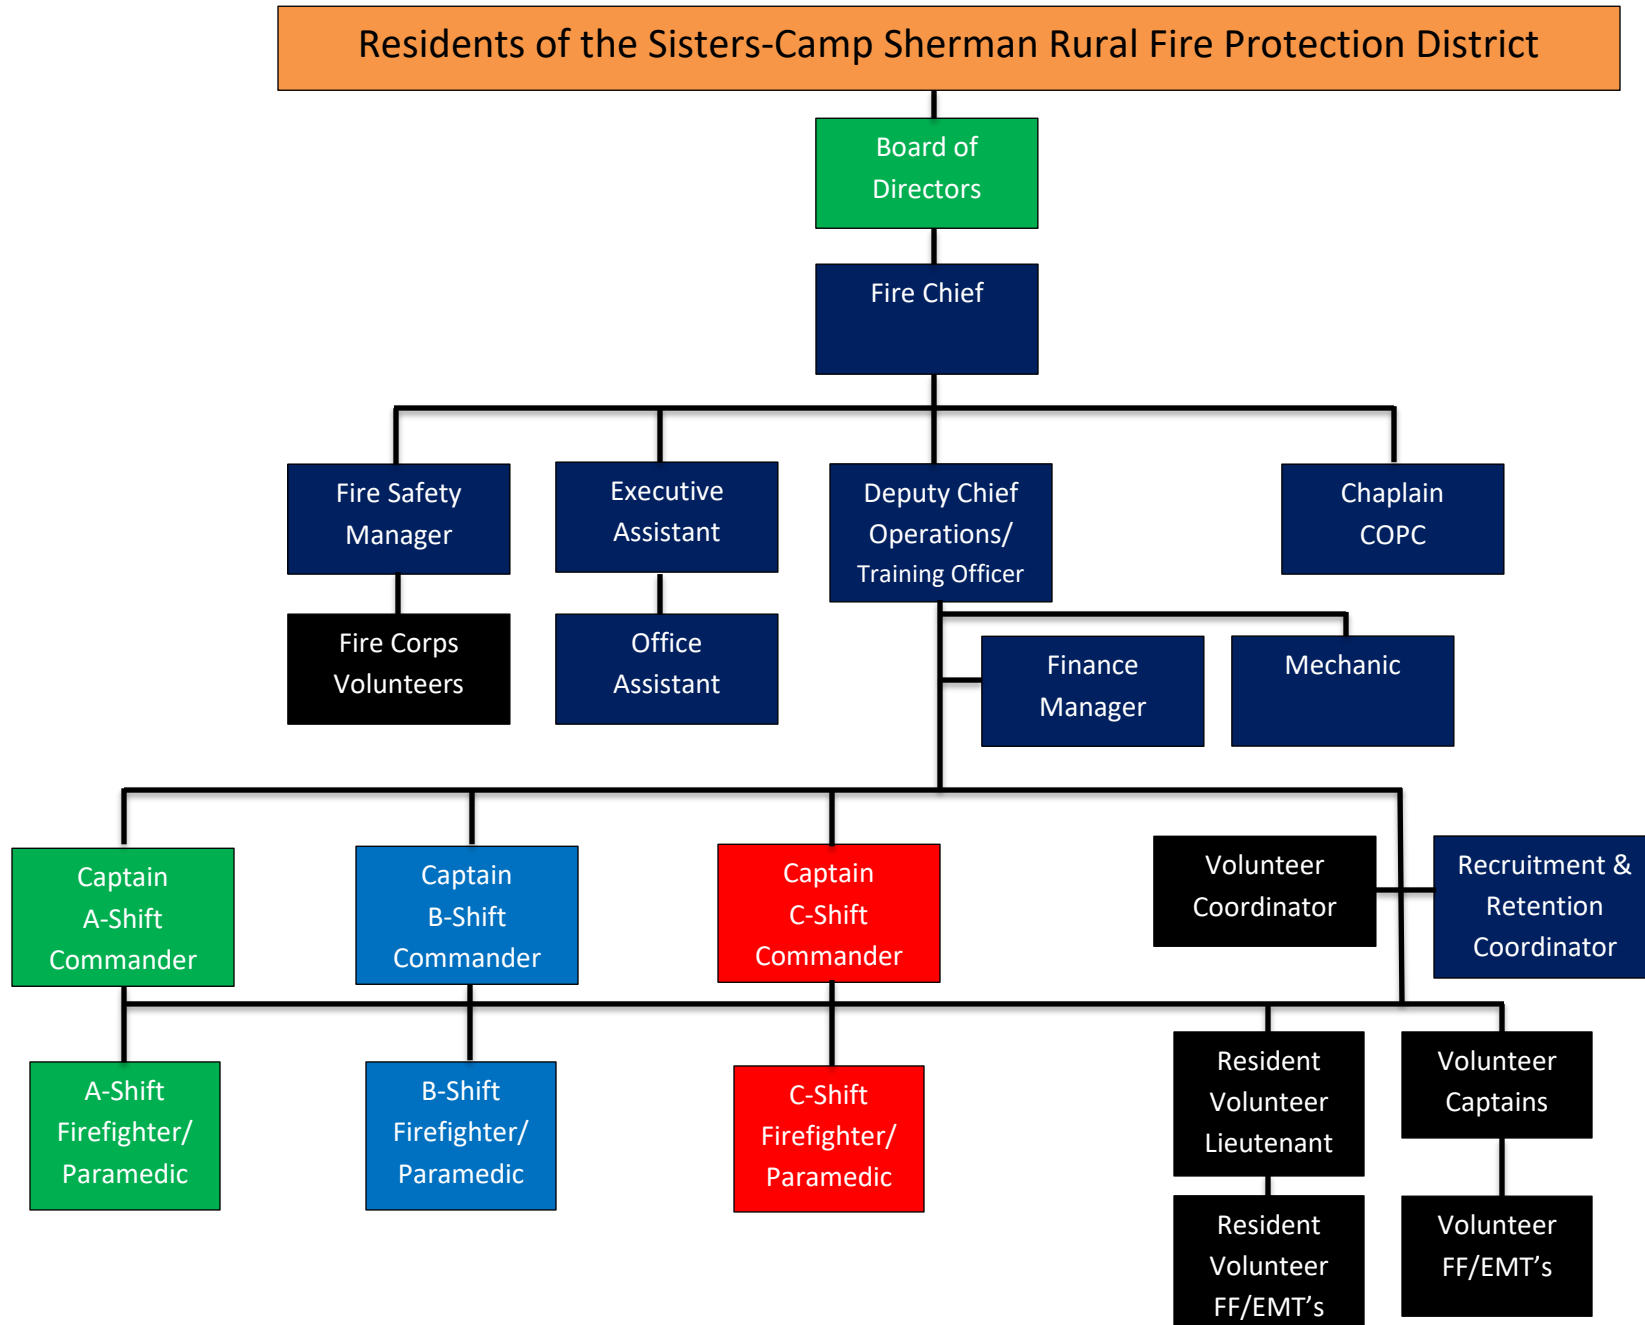 Residents of the Sisters-Camp Sherman Rural Fire Protection District
Board of
Directors
Fire Chief
Fire Safety
Manager
Executive
Assistant
Deputy Chief
Operations/
Training Officer
Chaplain
COPC
Fire Corps
Volunteers
Office
Assistant
Finance
Manager
Mechanic
Captain
A-Shift
Commander
Captain
B-Shift
Commander
Captain
C-Shift
Commander
Volunteer
Coordinator
Recruitment &
Retention
Coordinator
A-Shift
Firefighter/
Paramedic
B-Shift
Firefighter/
Paramedic
C-Shift
Firefighter/
Paramedic
Resident
Volunteer
Lieutenant
Volunteer
Captains
Resident
Volunteer
FF/EMT’s
Volunteer
FF/EMT’s